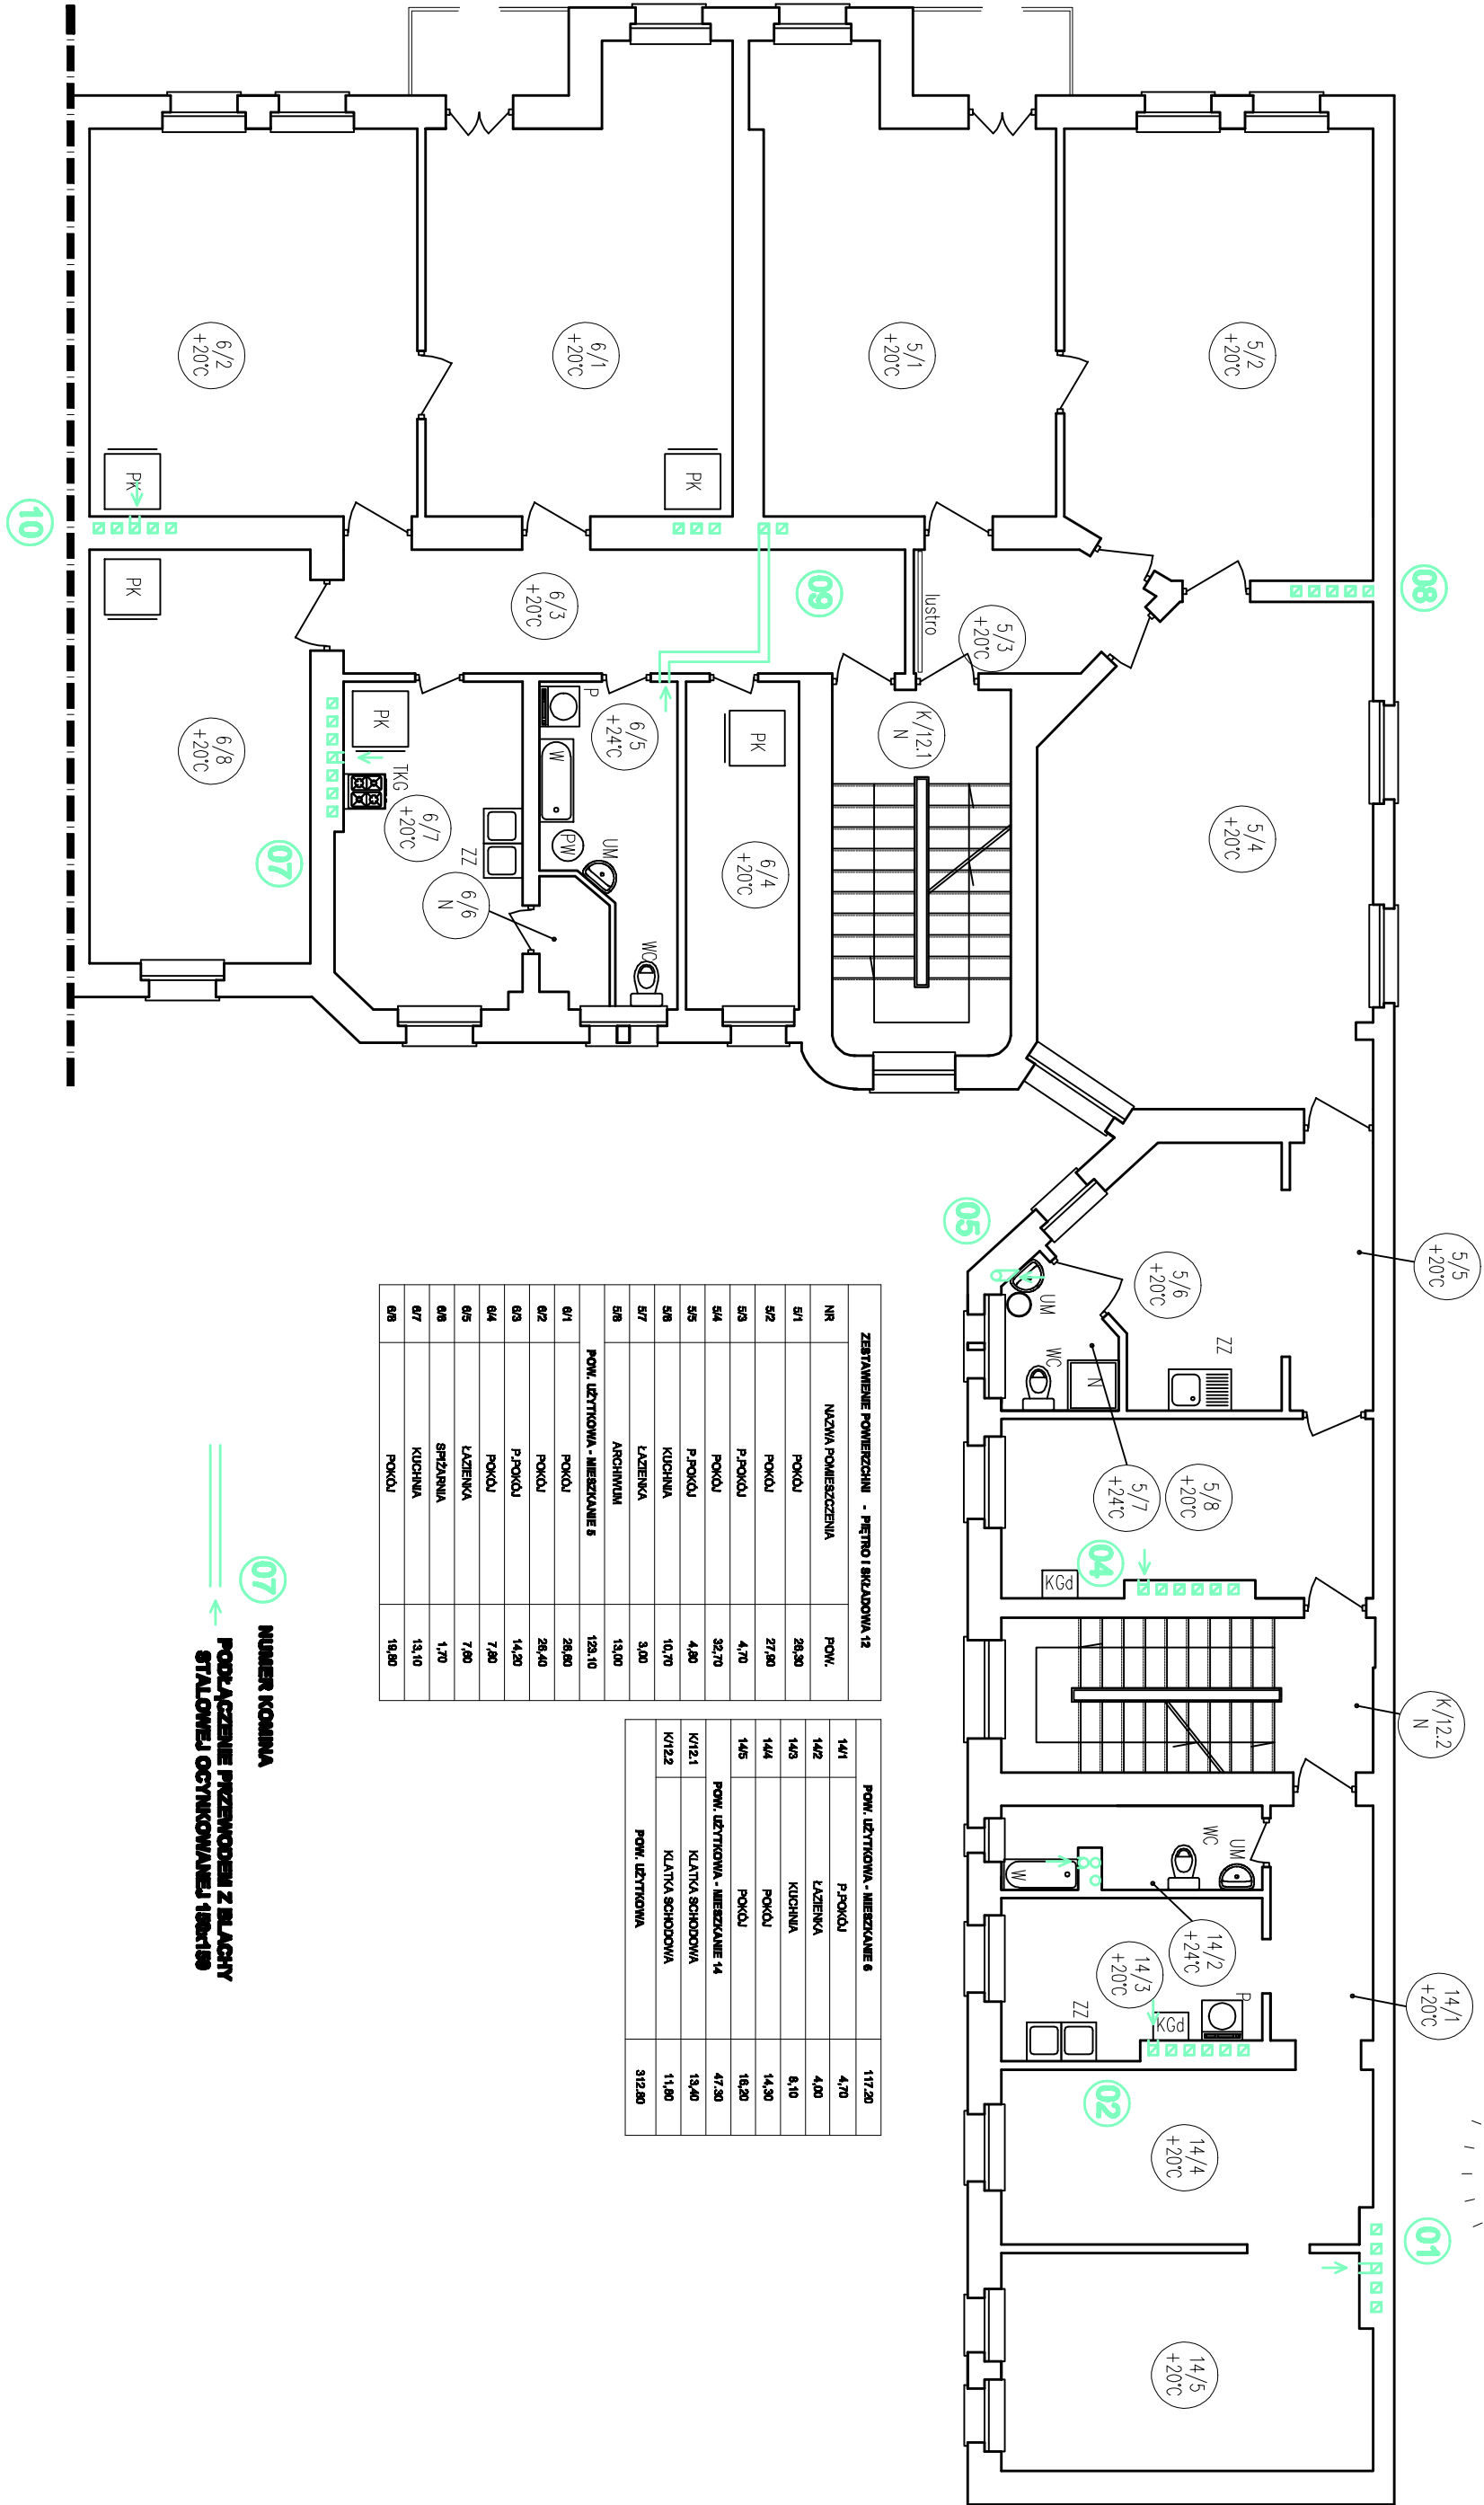 08
5/5
+20°C
K/12.2
N
14/1
+20°C
01
5/2
+20°C
5/4
+20°C
5/6
+20°C
ZZ
5/8
+20°C
5/7
+24°C
04
KGd
UM
WC
N
05
UM
WC
W
14/2
+24°C
14/3
+20°C
P
KGd
ZZ
02
14/4
+20°C
14/5
+20°C
5/1
+20°C
5/3
+20°C
lustro
K/12.1
N
09
6/1
+20°C
PK
6/4
+20°C
PK
6/5
+24°C
P
W
PW
UM
WC
6/3
+20°C
6/2
+20°C
PK
10
PK
6/8
+20°C
PK
TKG
6/7
+20°C
ZZ
6/6
N
07
ZESTAWIENIE POWIERZCHNI - PIĘTRO I SKŁADOWA 12
NR NAZWA POMIESZCZENIA POW.
5/1 POKÓJ 26,30
5/2 POKÓJ 27,90
5/3 P.POKÓJ 4,70
5/4 POKÓJ 32,70
5/5 P.POKÓJ 4,80
5/6 KUCHNIA 10,70
5/7 ŁAZIENKA 3,00
5/8 ARCHIWUM 13,00
POW. UŻYTKOWA - MIESZKANIE 5 123.10
6/1 POKÓJ 26,60
6/2 POKÓJ 26,40
6/3 P.POKÓJ 14,20
6/4 POKÓJ 7,80
6/5 ŁAZIENKA 7,60
6/6 SPIŻARNIA 1,70
6/7 KUCHNIA 13,10
6/8 POKÓJ 19,80
POW. UŻYTKOWA - MIESZKANIE 6 117.20
14/1 P.POKÓJ 4,70
14/2 ŁAZIENKA 4,00
14/3 KUCHNIA 8,10
14/4 POKÓJ 14,30
14/5 POKÓJ 16,20
POW. UŻYTKOWA - MIESZKANIE 14 47.30
K/12.1 KLATKA SCHODOWA 13,40
K/12.2 KLATKA SCHODOWA 11,80
POW. UŻYTKOWA 312.80
07 NUMER KOMINA
PODŁĄCZENIE PRZEWODEM Z BLACHY
STALOWEJ OCYNKOWANEJ 150x150